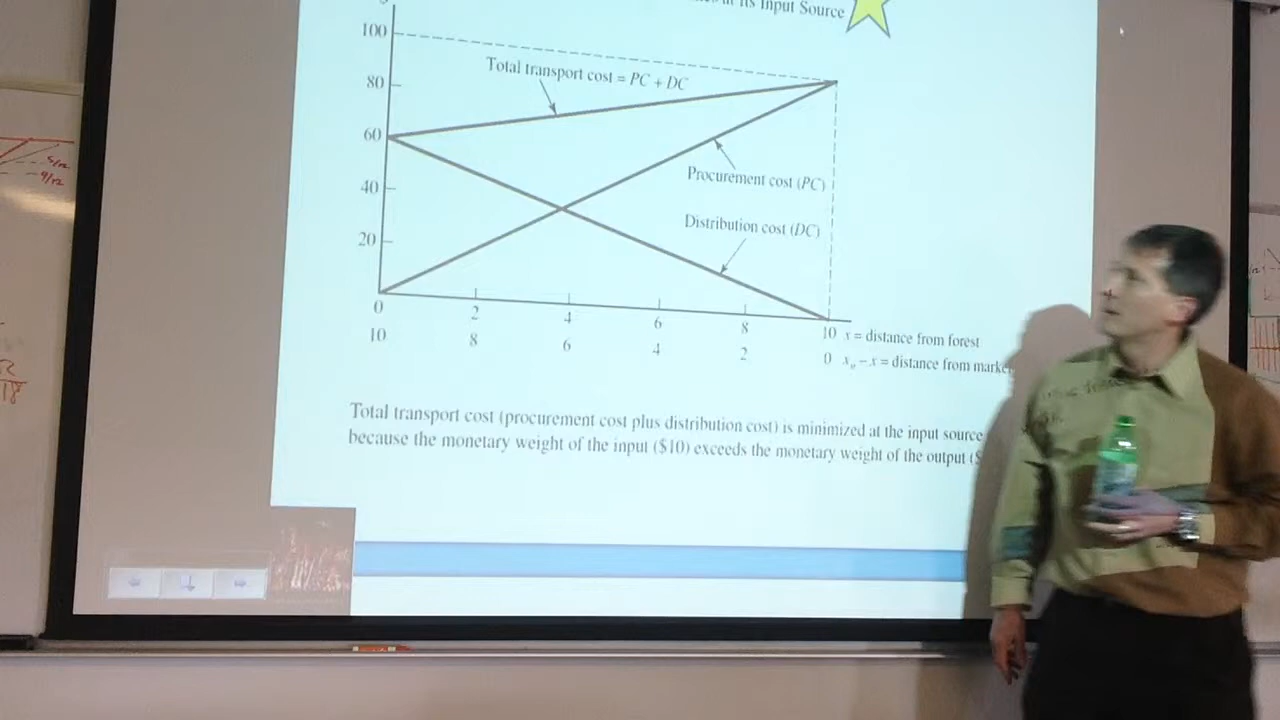 Its Input Source
100
Total transport cost = PC + DC
80
60
40
Procurement cost (PC)
Distribution cost (DC)
20
0 2 4 6 8 10 x = distance from forest
10 8 6 4 2 0 x_o – x = distance from marke
Total transport cost (procurement cost plus distribution cost) is minimized at the input source
because the monetary weight of the input ($10) exceeds the monetary weight of the output ($